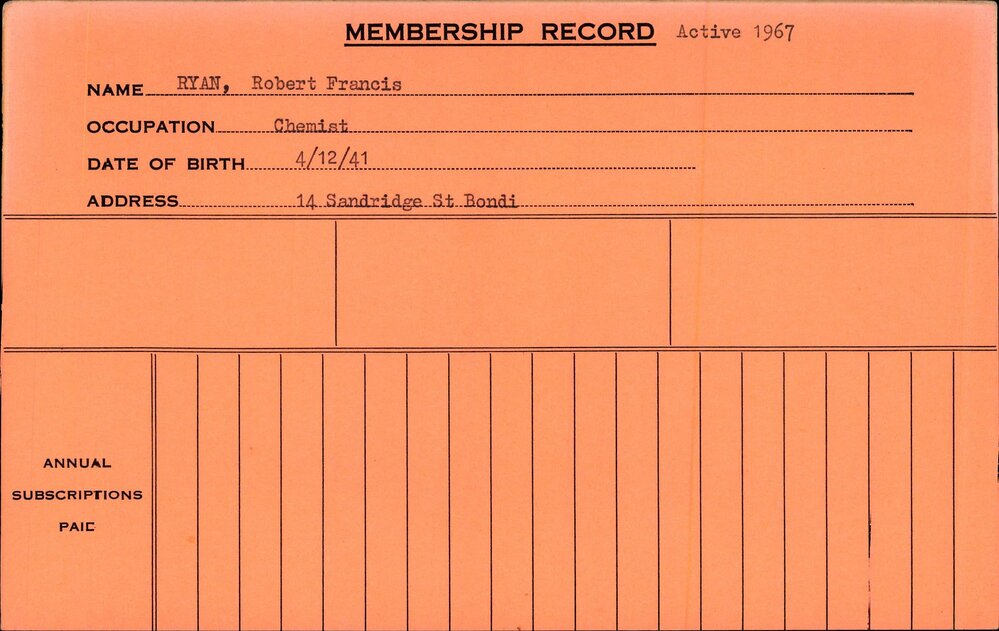 MEMBERSHIP RECORD Active 1967
NAME RYAN, Robert Francis
OCCUPATION Chemist
DATE OF BIRTH 4/12/41
ADDRESS 14 Sandridge St Bondi
ANNUAL
SUBSCRIPTIONS
PAID